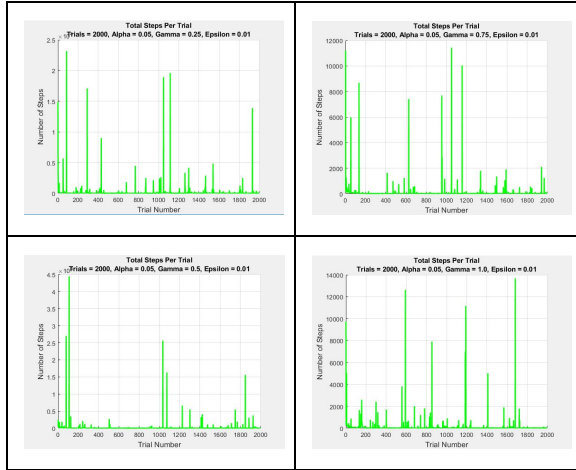 Total Steps Per Trial
Trials = 2000, Alpha = 0.05, Gamma = 0.25, Epsilon = 0.01
2.5
2
1.5
1
0.5
0
Number of Steps
0 200 400 600 800 1000 1200 1400 1600 1800 2000
Trial Number
Total Steps Per Trial
Trials = 2000, Alpha = 0.05, Gamma = 0.75, Epsilon = 0.01
12000
10000
8000
6000
4000
2000
0
Number of Steps
0 200 400 600 800 1000 1200 1400 1600 1800 2000
Trial Number
Total Steps Per Trial
Trials = 2000, Alpha = 0.05, Gamma = 0.5, Epsilon = 0.01
4.5
4
3.5
3
2.5
2
1.5
1
0.5
0
Number of Steps
0 200 400 600 800 1000 1200 1400 1600 1800 2000
Trial Number
Total Steps Per Trial
Trials = 2000, Alpha = 0.05, Gamma = 1.0, Epsilon = 0.01
14000
12000
10000
8000
6000
4000
2000
0
Number of Steps
0 200 400 600 800 1000 1200 1400 1600 1800 2000
Trial Number